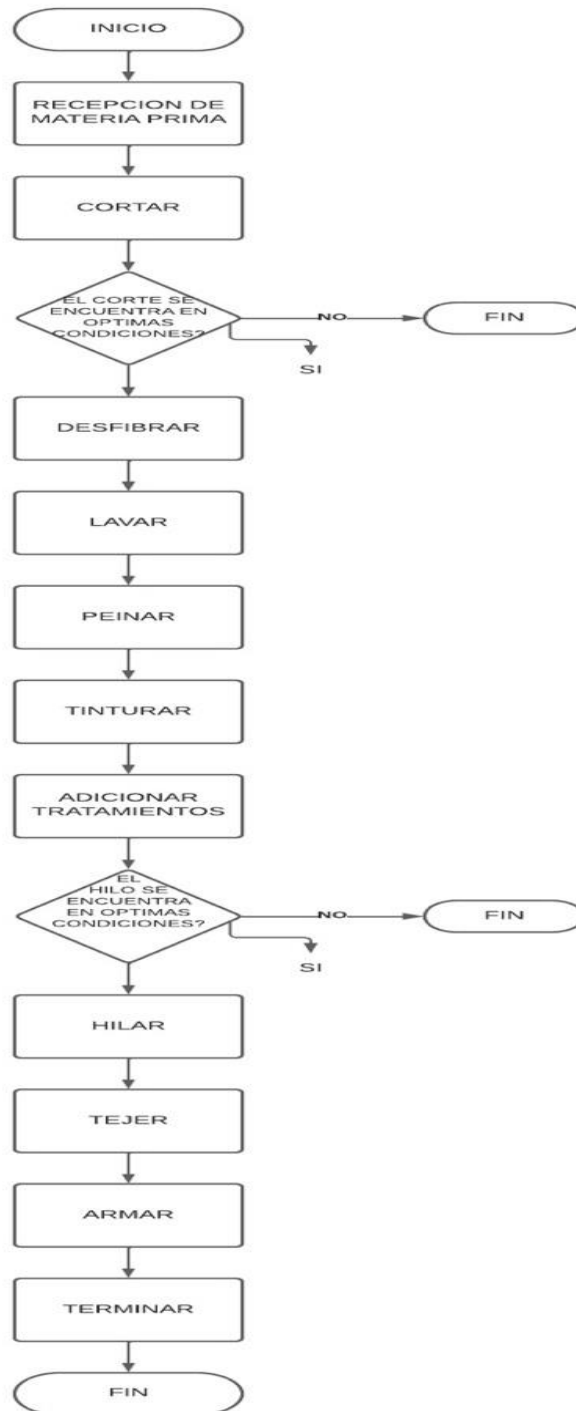 INICIO
RECEPCION DE
MATERIA PRIMA
CORTAR
EL CORTE SE
ENCUENTRA EN
OPTIMAS
CONDICIONES?
NO
FIN
SI
DESFIBRAR
LAVAR
PEINAR
TINTURAR
ADICIONAR
TRATAMIENTOS
EL
HILO SE
ENCUENTRA
EN OPTIMAS
CONDICIONES?
NO
FIN
SI
HILAR
TEJER
ARMAR
TERMINAR
FIN